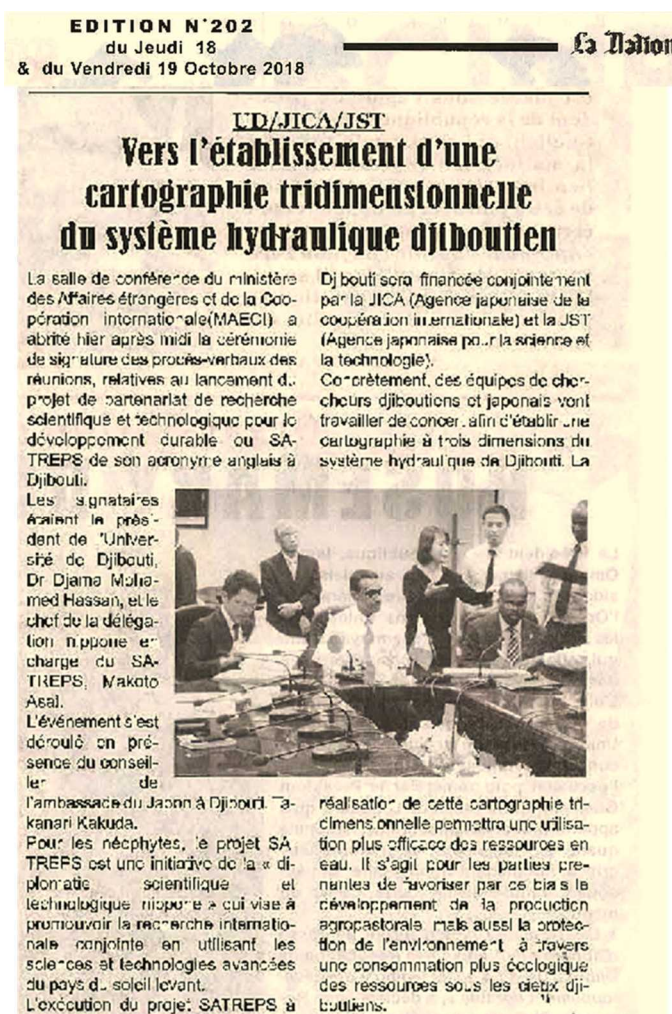 EDITION N°202
du Jeudi 18
& du Vendredi 19 Octobre 2018
La Nation
UD/JICA/JST
Vers l'établissement d'une
cartographie tridimensionnelle
du système hydraulique djiboutien
La salle de conférence du ministère
des Affaires étrangères et de la Coo-
pération internationale(MAECI) a
abrité hier après midi la cérémonie
de signature des procès-verbaux des
réunions, relatives au lancement du
projet de partenariat de recherche
scientifique et technologique pour le
développement durable ou SA-
TREPS de son acronyme anglais à
Djibouti.
Les signataires
étaient le prési-
dent de l'Univer-
sité de Djibouti,
Dr Djama Moha-
med Hassan, et le
chef de la déléga-
tion nippone en
charge du SA-
TREPS, Makoto
Asai.
L'événement s'est
déroulé en pré-
sence du conseil-
ler de
l'ambassade du Japon à Djibouti, Ta-
kanari Kakuda.
Pour les néophytes, le projet SA
TREPS est une initiative de la « di-
plomatie scientifique et
technologique nippone » qui vise à
promouvoir la recherche internatio-
nale conjointe en utilisant les
sciences et technologies avancées
du pays du soleil levant.
L'exécution du projet SATREPS à
Djibouti sera financée conjointement
par la JICA (Agence japonaise de la
coopération internationale) et la JST
(Agence japonaise pour la science et
la technologie).
Concrètement, des équipes de cher-
cheurs djiboutiens et japonais vont
travailler de concert afin d'établir une
cartographie à trois dimensions du
système hydraulique de Djibouti. La
réalisation de cette cartographie tri-
dimensionnelle permettra une utilisa-
tion plus efficace des ressources en
eau. Il s'agit pour les parties pre-
nantes de favoriser par ce biais le
développement de la production
agropastorale mais aussi la protec-
tion de l'environnement à travers
une consommation plus écologique
des ressources sous les cieux dji-
boutiens.